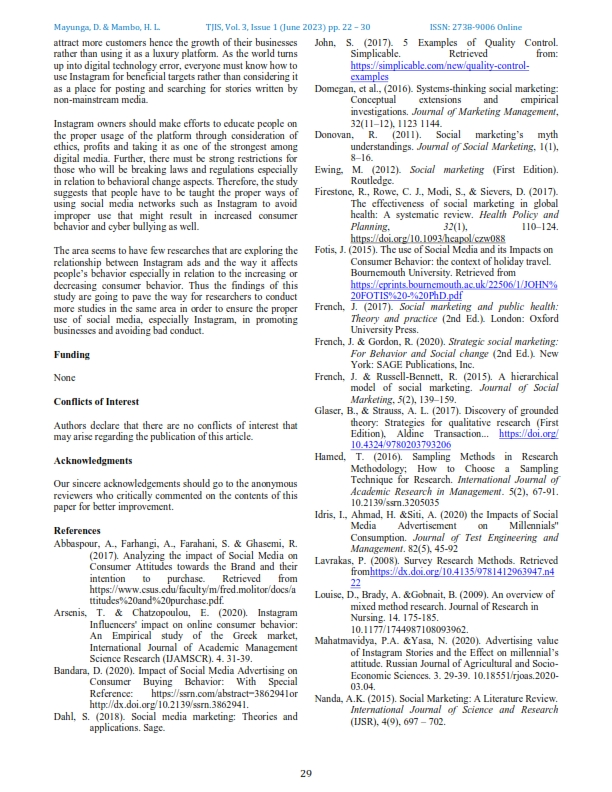 Mayunga, D. & Mambo, H. L. TJIS, Vol. 3, Issue 1 (June 2023) pp. 22 – 30 ISSN: 2738-9006 Online
attract more customers hence the growth of their businesses
rather than using it as a luxury platform. As the world turns
up into digital technology error, everyone must know how to
use Instagram for beneficial targets rather than considering it
as a place for posting and searching for stories written by
non-mainstream media.
Instagram owners should make efforts to educate people on
the proper usage of the platform through consideration of
ethics, profits and taking it as one of the strongest among
digital media. Further, there must be strong restrictions for
those who will be breaking laws and regulations especially
in relation to behavioral change aspects. Therefore, the study
suggests that people have to be taught the proper ways of
using social media networks such as Instagram to avoid
improper use that might result in increased consumer
behavior and cyber bullying as well.
The area seems to have few researches that are exploring the
relationship between Instagram ads and the way it affects
people's behavior especially in relation to the increasing or
decreasing consumer behavior. Thus the findings of this
study are going to pave the way for researchers to conduct
more studies in the same area in order to ensure the proper
use of social media, especially Instagram, in promoting
businesses and avoiding bad conduct.
Funding
None
Conflicts of Interest
Authors declare that there are no conflicts of interest that
may arise regarding the publication of this article.
Acknowledgments
Our sincere acknowledgements should go to the anonymous
reviewers who critically commented on the contents of this
paper for better improvement.
References
Abbaspour, A., Farhangi, A., Farahani, S. & Ghasemi, R.
(2017). Analyzing the impact of Social Media on
Consumer Attitudes towards the Brand and their
intention to purchase. Retrieved from
https://www.csus.edu/faculty/m/fred.molitor/docs/a
ttitudes%20and%20purchase.pdf.
Arsenis, T. & Chatzopoulou, E. (2020). Instagram
Influencers' impact on online consumer behavior:
An Empirical study of the Greek market,
International Journal of Academic Management
Science Research (IJAMSCR). 4. 31-39.
Bandara, D. (2020). Impact of Social Media Advertising on
Consumer Buying Behavior: With Special
Reference: https://ssrn.com/abstract=3862941or
http://dx.doi.org/10.2139/ssrn.3862941.
Dahl, S. (2018). Social media marketing: Theories and
applications. Sage.
John, S. (2017). 5 Examples of Quality Control.
Simplicable. Retrieved from:
https://simplicable.com/new/quality-control-
examples
Domegan, et al., (2016). Systems-thinking social marketing:
Conceptual extensions and empirical
investigations. Journal of Marketing Management,
32(11–12), 1123 1144.
Donovan, R. (2011). Social marketing's myth
understandings. Journal of Social Marketing, 1(1),
8–16.
Ewing, M. (2012). Social marketing (First Edition).
Routledge.
Firestone, R., Rowe, C. J., Modi, S., & Sievers, D. (2017).
The effectiveness of social marketing in global
health: A systematic review. Health Policy and
Planning, 32(1), 110–124.
https://doi.org/10.1093/heapol/czw088
Fotis, J. (2015). The use of Social Media and its Impacts on
Consumer Behavior: the context of holiday travel.
Bournemouth University. Retrieved from
https://eprints.bournemouth.ac.uk/22506/1/JOHN%
20FOTIS%20-%20PhD.pdf
French, J. (2017). Social marketing and public health:
Theory and practice (2nd Ed.). London: Oxford
University Press.
French, J. & Gordon, R. (2020). Strategic social marketing:
For Behavior and Social change (2nd Ed.). New
York: SAGE Publications, Inc.
French, J. & Russell-Bennett, R. (2015). A hierarchical
model of social marketing. Journal of Social
Marketing, 5(2), 139–159.
Glaser, B., & Strauss, A. L. (2017). Discovery of grounded
theory: Strategies for qualitative research (First
Edition), Aldine Transaction... https://doi.org/
10.4324/9780203793206
Hamed, T. (2016). Sampling Methods in Research
Methodology; How to Choose a Sampling
Technique for Research. International Journal of
Academic Research in Management. 5(2), 67-91.
10.2139/ssrn.3205035
Idris, I., Ahmad, H. &Siti, A. (2020) the Impacts of Social
Media Advertisement on Millennials"
Consumption. Journal of Test Engineering and
Management. 82(5), 45-92
Lavrakas, P. (2008). Survey Research Methods. Retrieved
fromhttps://dx.doi.org/10.4135/9781412963947.n4
22
Louise, D., Brady, A. &Gobnait, B. (2009). An overview of
mixed method research. Journal of Research in
Nursing. 14. 175-185.
10.1177/1744987108093962.
Mahatmavidya, P.A. &Yasa, N. (2020). Advertising value
of Instagram Stories and the Effect on millennial's
attitude. Russian Journal of Agricultural and Socio-
Economic Sciences. 3. 29-39. 10.18551/rjoas.2020-
03.04.
Nanda, A.K. (2015). Social Marketing: A Literature Review.
International Journal of Science and Research
(IJSR), 4(9), 697 – 702.
29